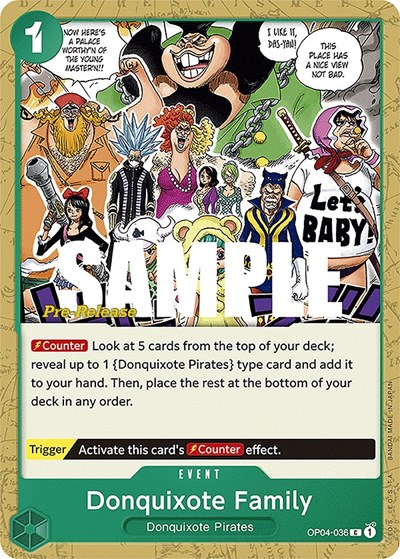 1
NOW HERE'S
A PALACE
WORTHY'N OF
THE YOUNG
MASTER'N!!
I LIKE IT,
DAS-YAN!
THIS
PLACE HAS
A NICE VIEW
NOT BAD.
Let's
BABY!
SAMPLE
Pre-Release
Counter Look at 5 cards from the top of your deck;
reveal up to 1 {Donquixote Pirates} type card and add it
to your hand. Then, place the rest at the bottom of your
deck in any order.
Trigger Activate this card's Counter effect.
EVENT
Donquixote Family
Donquixote Pirates
OP04-036 C 1
BANDAI MADE IN JAPAN